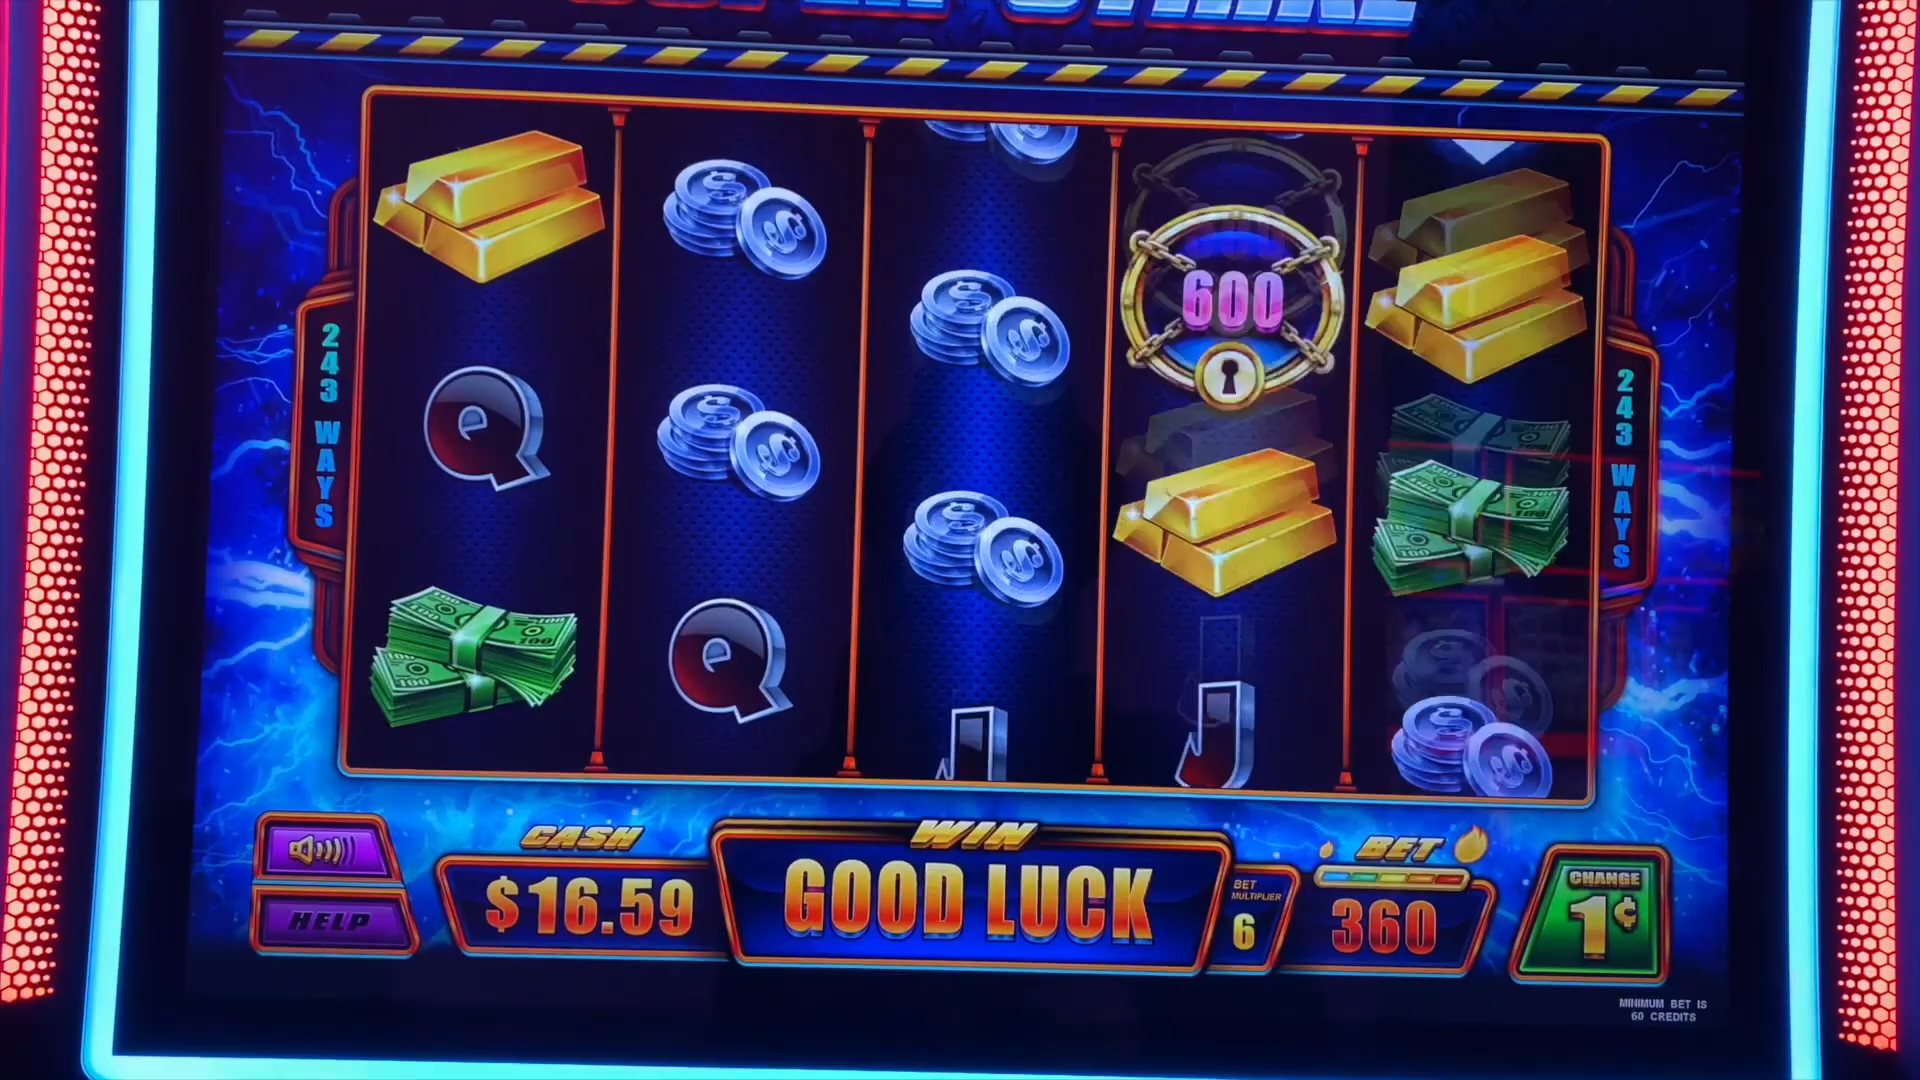 600
Q
Q
J
J
243 WAYS
243 WAYS
CASH
$16.59
HELP
WIN
GOOD LUCK
BET
MULTIPLIER
6
BET
360
CHANGE
1¢
MINIMUM BET IS
60 CREDITS